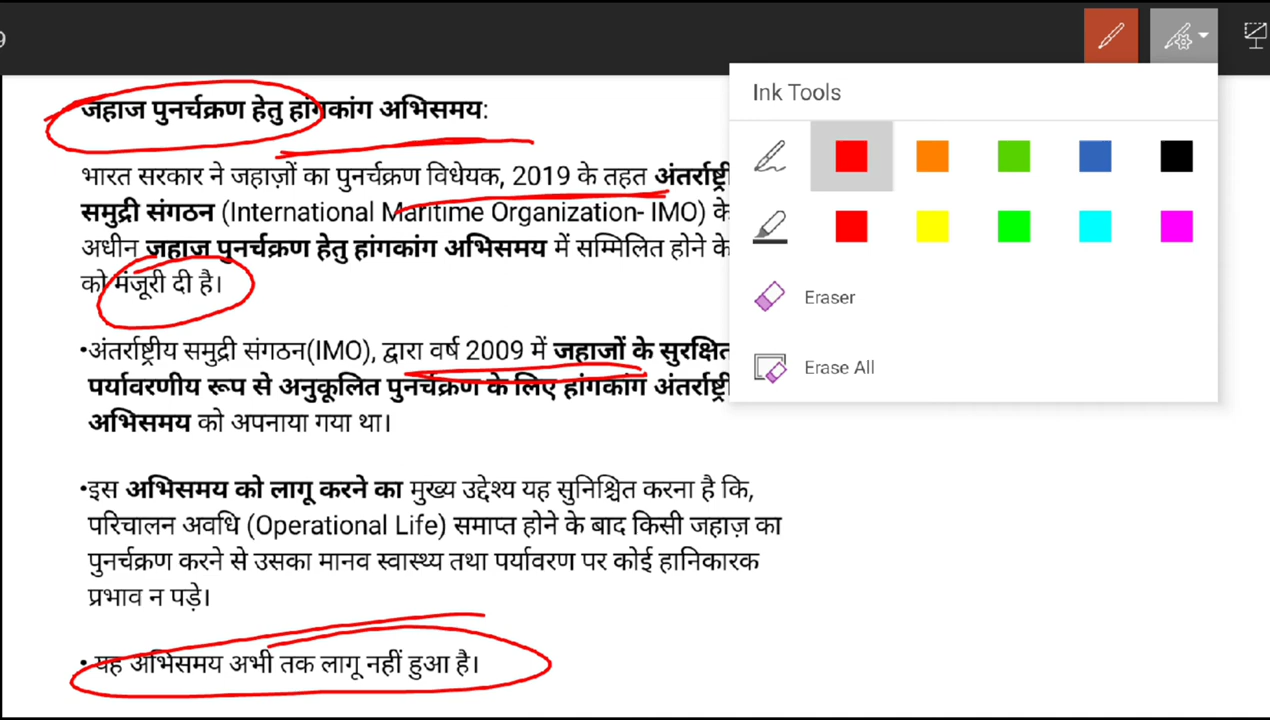 9
Ink Tools
जहाज पुनर्चक्रण हेतु हांगकांग अभिसमय:
भारत सरकार ने जहाज़ों का पुनर्चक्रण विधेयक, 2019 के तहत अंतर्राष्ट्री
समुद्री संगठन (International Maritime Organization- IMO) के
अधीन जहाज पुनर्चक्रण हेतु हांगकांग अभिसमय में सम्मिलित होने के
को मंजूरी दी है।
Eraser
•अंतर्राष्ट्रीय समुद्री संगठन(IMO), द्वारा वर्ष 2009 में जहाजों के सुरक्षित
Erase All
पर्यावरणीय रूप से अनुकूलित पुनर्चक्रण के लिए हांगकांग अंतर्राष्ट्री
अभिसमय को अपनाया गया था।
•इस अभिसमय को लागू करने का मुख्य उद्देश्य यह सुनिश्चित करना है कि,
परिचालन अवधि (Operational Life) समाप्त होने के बाद किसी जहाज़ का
पुनर्चक्रण करने से उसका मानव स्वास्थ्य तथा पर्यावरण पर कोई हानिकारक
प्रभाव न पड़े।
• यह अभिसमय अभी तक लागू नहीं हुआ है।